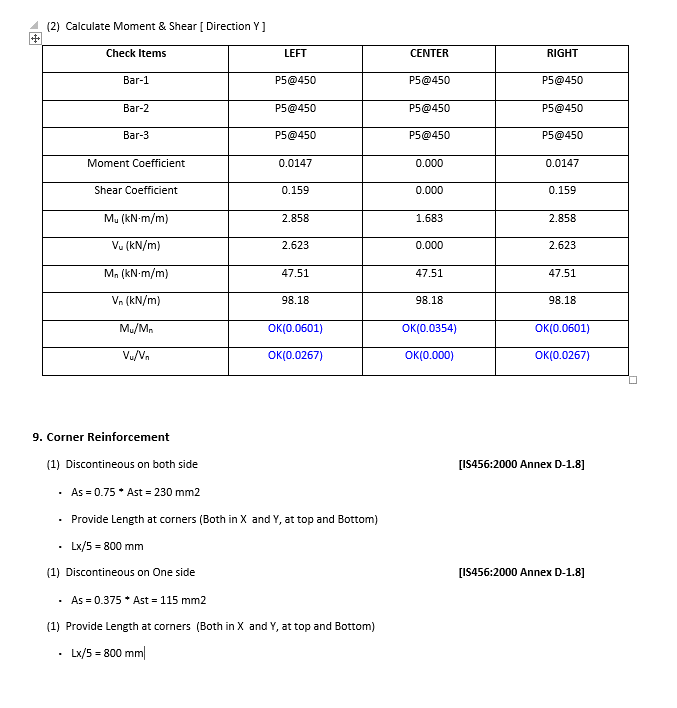 (2) Calculate Moment & Shear [ Direction Y ]
Check Items LEFT CENTER RIGHT
Bar-1 P5@450 P5@450 P5@450
Bar-2 P5@450 P5@450 P5@450
Bar-3 P5@450 P5@450 P5@450
Moment Coefficient 0.0147 0.000 0.0147
Shear Coefficient 0.159 0.000 0.159
Mu (kN·m/m) 2.858 1.683 2.858
Vu (kN/m) 2.623 0.000 2.623
Mn (kN·m/m) 47.51 47.51 47.51
Vn (kN/m) 98.18 98.18 98.18
Mu/Mn OK(0.0601) OK(0.0354) OK(0.0601)
Vu/Vn OK(0.0267) OK(0.000) OK(0.0267)
9. Corner Reinforcement
(1) Discontineous on both side [IS456:2000 Annex D-1.8]
· As = 0.75 * Ast = 230 mm2
· Provide Length at corners (Both in X and Y, at top and Bottom)
· Lx/5 = 800 mm
(1) Discontineous on One side [IS456:2000 Annex D-1.8]
· As = 0.375 * Ast = 115 mm2
(1) Provide Length at corners (Both in X and Y, at top and Bottom)
· Lx/5 = 800 mm